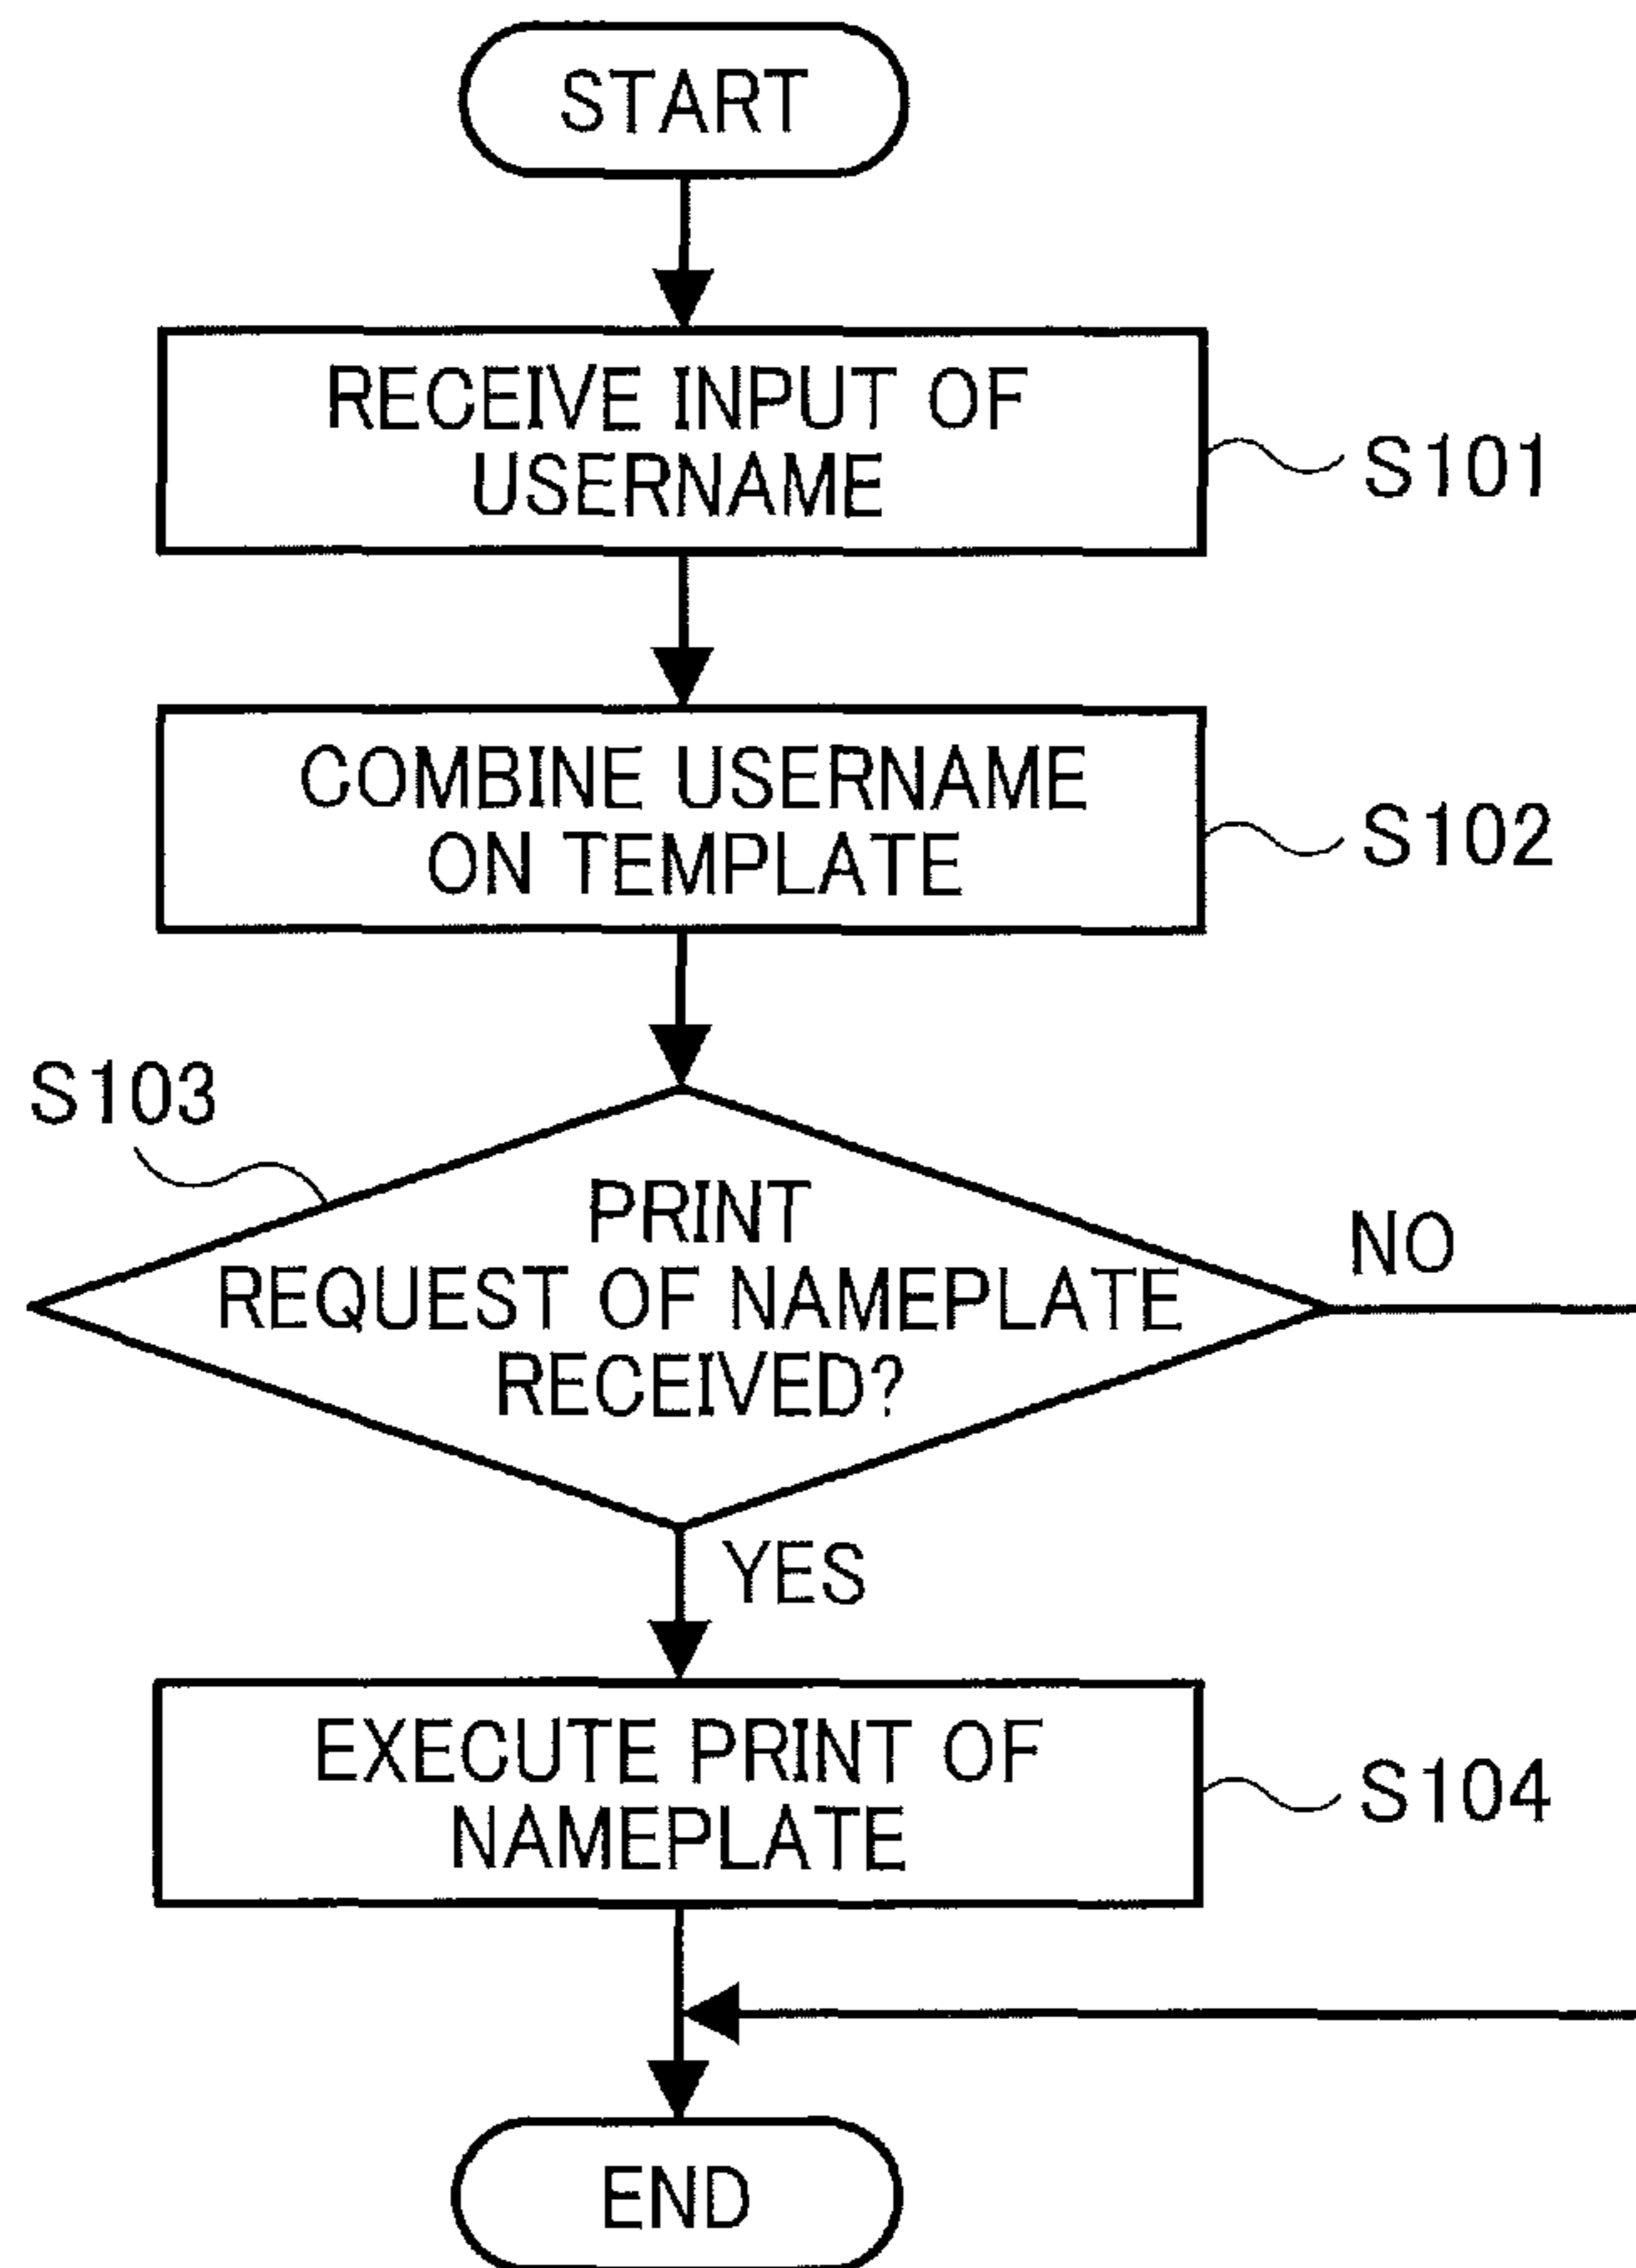 START
RECEIVE INPUT OF
USERNAME
S101
COMBINE USERNAME
ON TEMPLATE
S102
S103
PRINT
REQUEST OF NAMEPLATE
RECEIVED?
NO
YES
EXECUTE PRINT OF
NAMEPLATE
S104
END